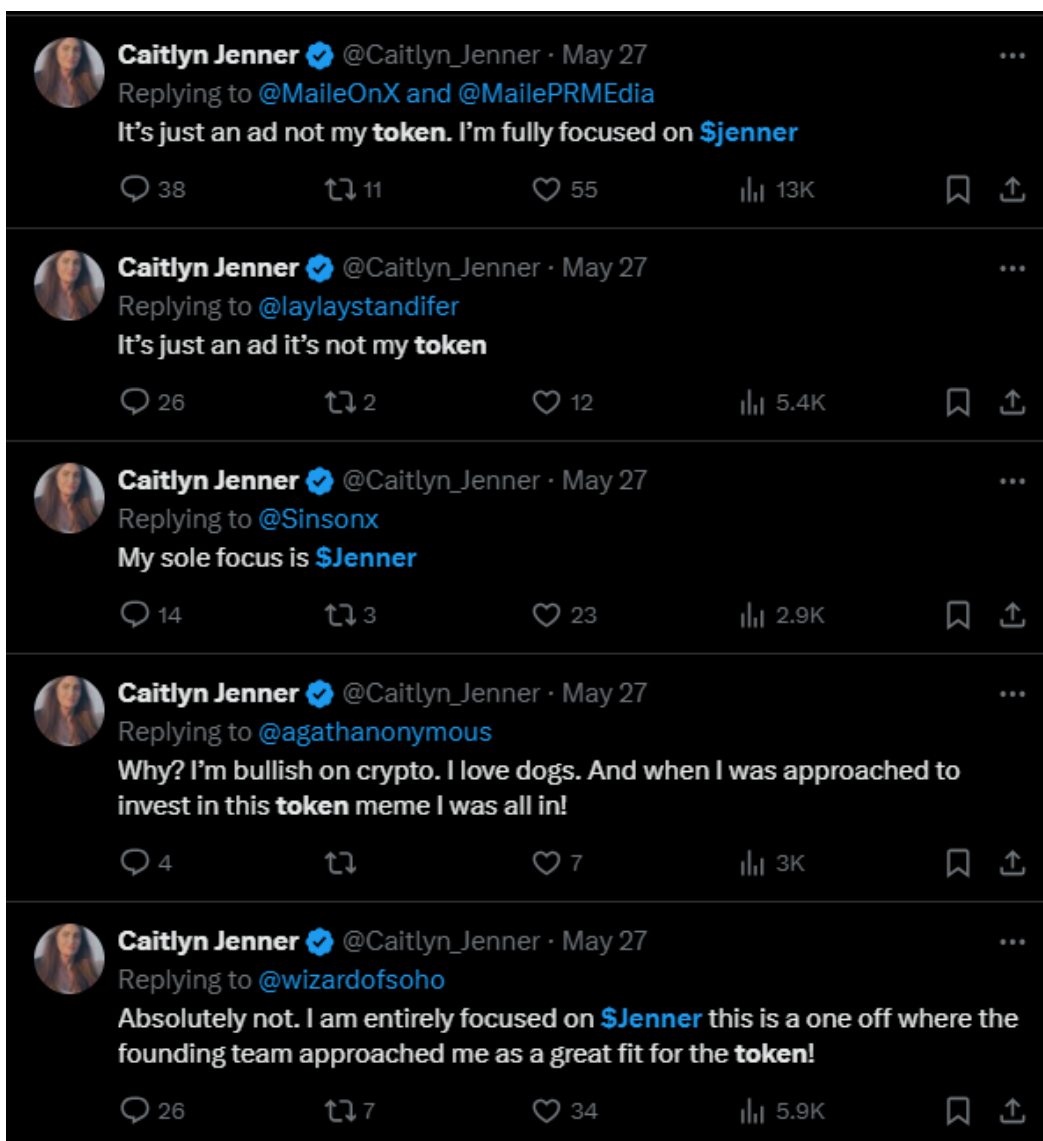 Caitlyn Jenner @Caitlyn_Jenner · May 27
Replying to @MaileOnX and @MailePRMEdia
It’s just an ad not my token. I’m fully focused on $jenner
38 11 55 13K
Caitlyn Jenner @Caitlyn_Jenner · May 27
Replying to @laylaystandifer
It’s just an ad it’s not my token
26 2 12 5.4K
Caitlyn Jenner @Caitlyn_Jenner · May 27
Replying to @Sinsonx
My sole focus is $Jenner
14 3 23 2.9K
Caitlyn Jenner @Caitlyn_Jenner · May 27
Replying to @agathanonymous
Why? I’m bullish on crypto. I love dogs. And when I was approached to
invest in this token meme I was all in!
4 7 3K
Caitlyn Jenner @Caitlyn_Jenner · May 27
Replying to @wizardofsoho
Absolutely not. I am entirely focused on $Jenner this is a one off where the
founding team approached me as a great fit for the token!
26 7 34 5.9K